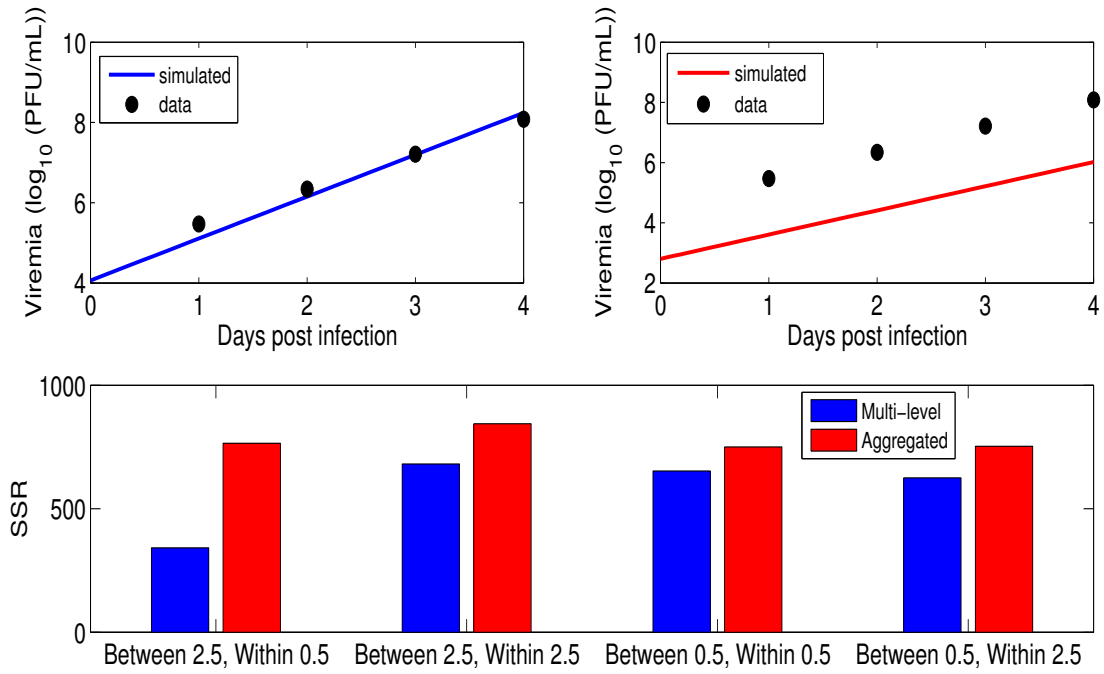 Viremia (log10 (PFU/mL))
10
8
6
4
simulated
data
0 1 2 3 4
Days post infection
Viremia (log10 (PFU/mL))
10
8
6
4
2
simulated
data
0 1 2 3 4
Days post infection
SSR
1000
500
0
Multi−level
Aggregated
Between 2.5, Within 0.5 Between 2.5, Within 2.5 Between 0.5, Within 0.5 Between 0.5, Within 2.5